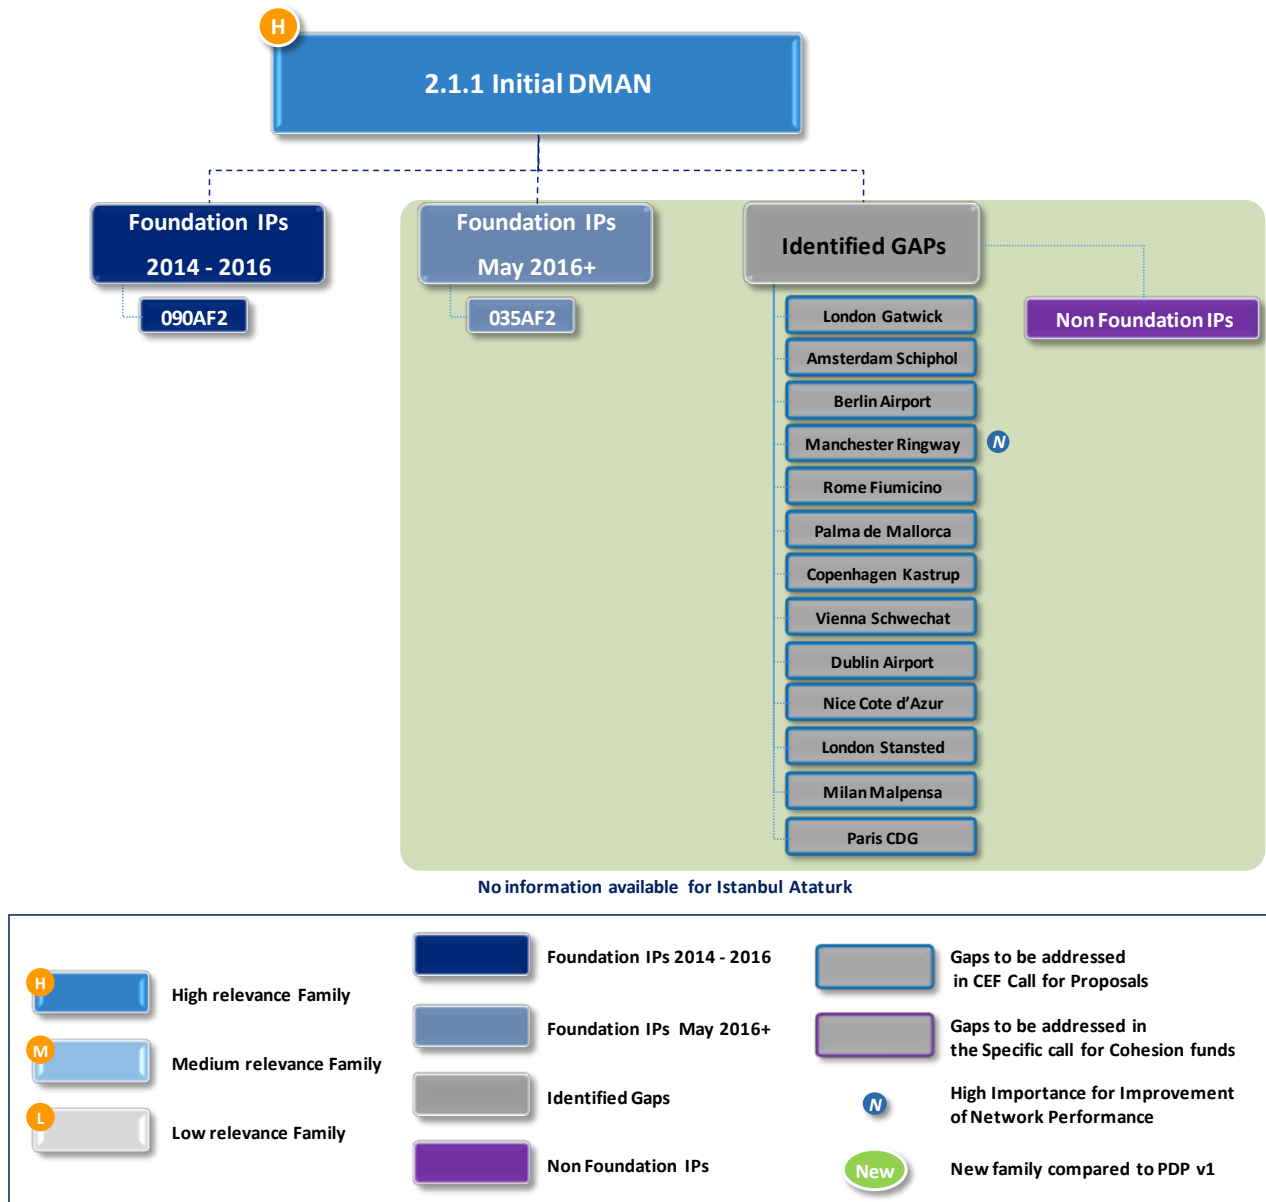 H
2.1.1 Initial DMAN
Foundation IPs
2014 - 2016
090AF2
Foundation IPs
May 2016+
035AF2
Identified GAPs
Non Foundation IPs
London Gatwick
Amsterdam Schiphol
Berlin Airport
Manchester Ringway
N
Rome Fiumicino
Palma de Mallorca
Copenhagen Kastrup
Vienna Schwechat
Dublin Airport
Nice Cote d’Azur
London Stansted
Milan Malpensa
Paris CDG
No information available for Istanbul Ataturk
H
High relevance Family
M
Medium relevance Family
L
Low relevance Family
Foundation IPs 2014 - 2016
Foundation IPs May 2016+
Identified Gaps
Non Foundation IPs
Gaps to be addressed
in CEF Call for Proposals
Gaps to be addressed in
the Specific call for Cohesion funds
N
High Importance for Improvement
of Network Performance
New
New family compared to PDP v1